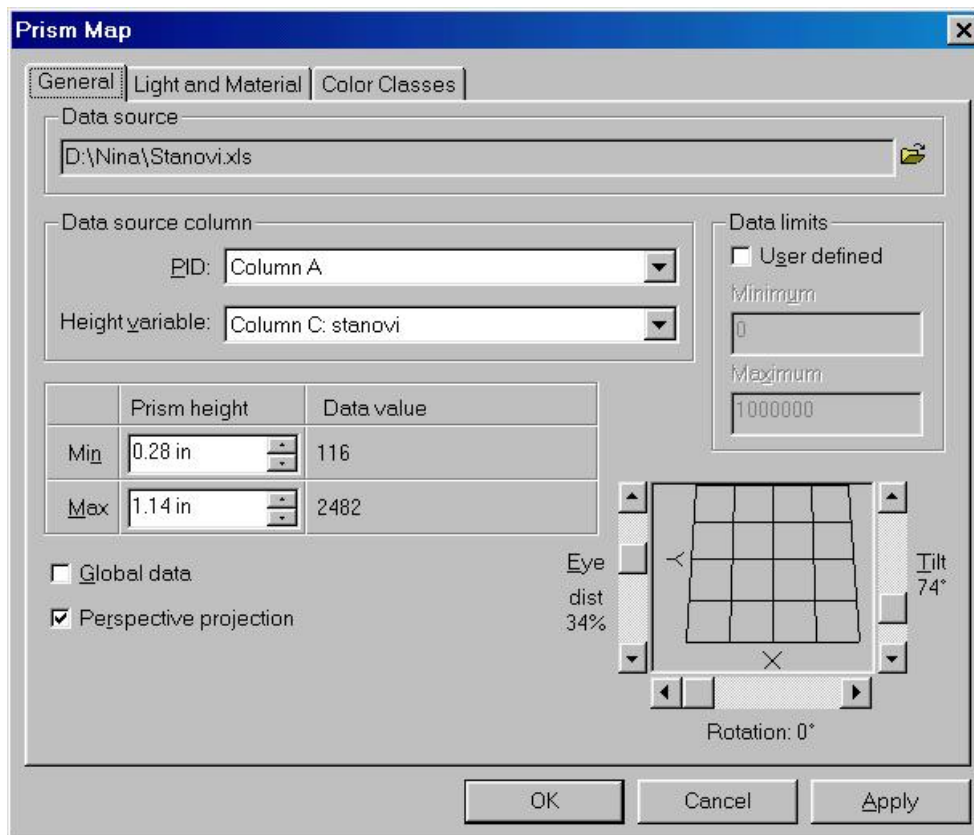 Prism Map
General Light and Material Color Classes
Data source
D:\Nina\Stanovi.xls
Data source column
PID: Column A
Height variable: Column C: stanovi
Data limits
User defined
Minimum
0
Maximum
1000000
Prism height Data value
Min 0.28 in 116
Max 1.14 in 2482
Global data
Perspective projection
Eye
dist
34%
Y
X
Tilt
74°
Rotation: 0°
OK Cancel Apply